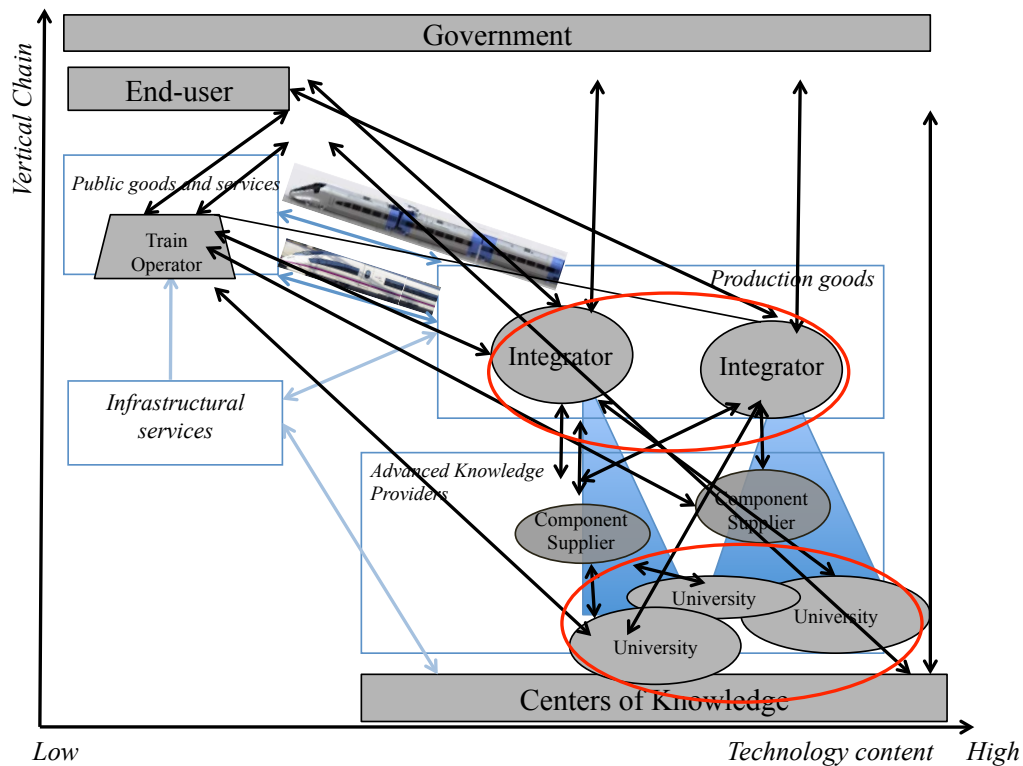 Government
End-user
Vertical Chain
Public goods and services
Train
Operator
Production goods
Integrator
Integrator
Infrastructural
services
Advanced Knowledge
Providers
Component
Supplier
Component
Supplier
University
University
University
Centers of Knowledge
Low
Technology content
High